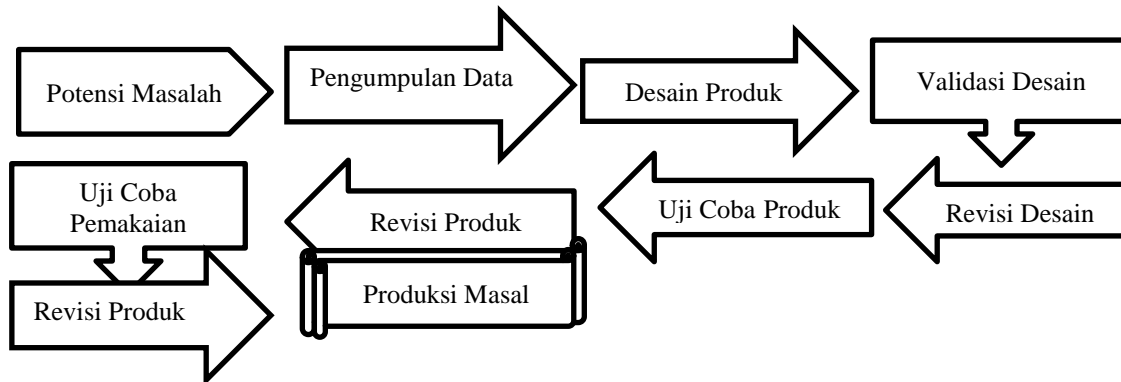 Potensi Masalah
Pengumpulan Data
Desain Produk
Validasi Desain
Revisi Desain
Uji Coba Produk
Revisi Produk
Uji Coba
Pemakaian
Revisi Produk
Produksi Masal